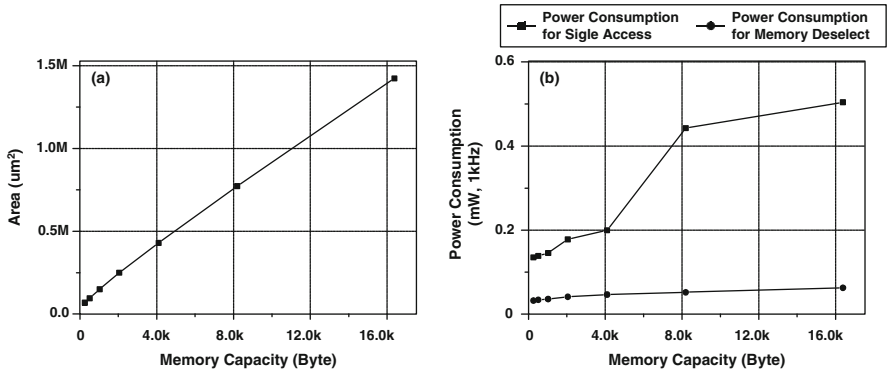 Power Consumption for Sigle Access
Power Consumption for Memory Deselect
(a)
1.5M
1.0M
0.5M
0.0
0
4.0k
8.0k
12.0k
16.0k
Area (um²)
Memory Capacity (Byte)
(b)
0.6
0.4
0.2
0
0
4.0k
8.0k
12.0k
16.0k
Power Consumption
(mW, 1kHz)
Memory Capacity (Byte)